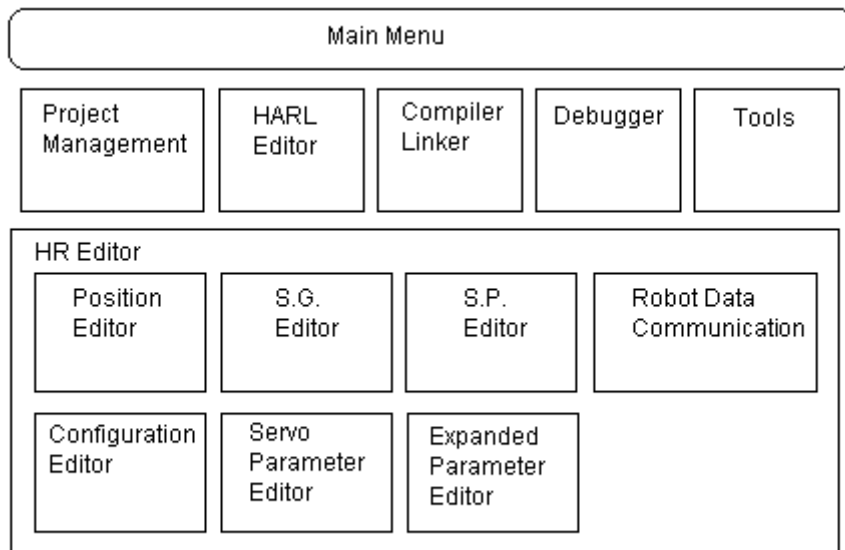 Main Menu
Project
Management
HARL
Editor
Compiler
Linker
Debugger
Tools
HR Editor
Position
Editor
S.G.
Editor
S.P.
Editor
Robot Data
Communication
Configuration
Editor
Servo
Parameter
Editor
Expanded
Parameter
Editor